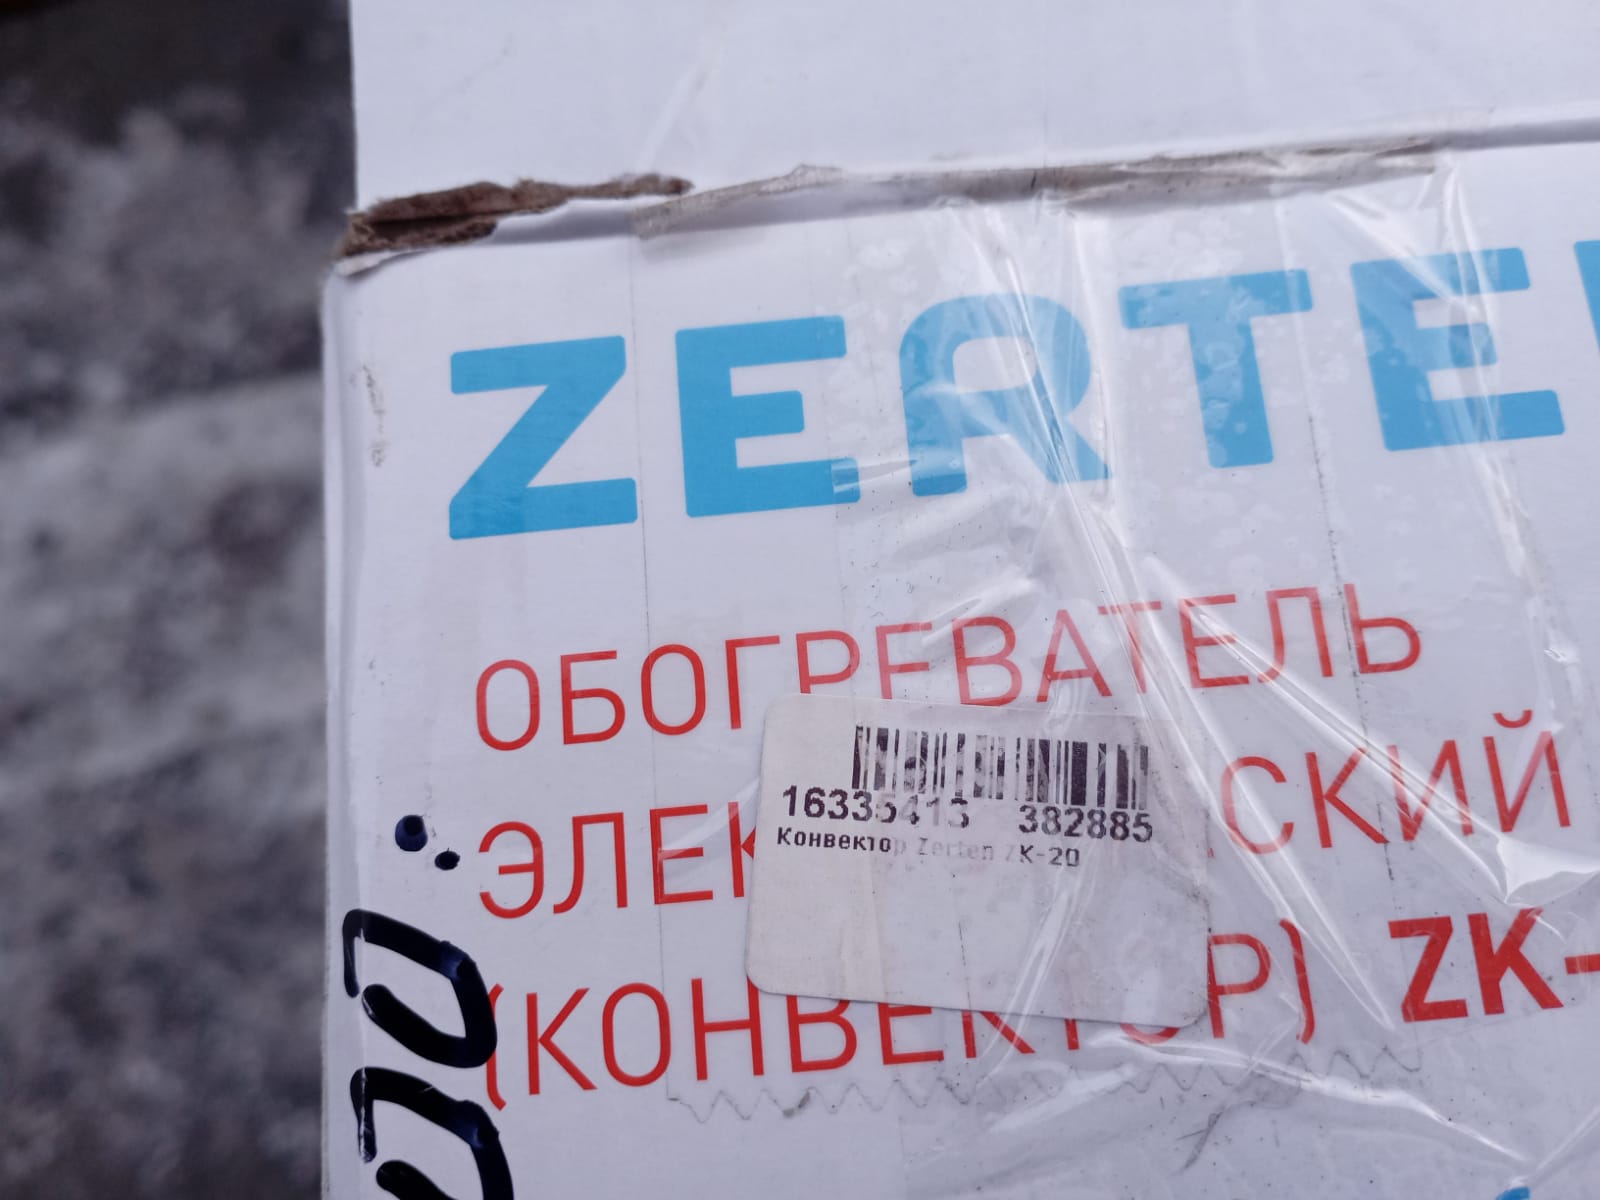 ZERTE
ОБОГРЕВАТЕЛЬ
ЭЛЕК СКИЙ
16335413 382885
Конвектор Zerten ZK-20
(КОНВЕКТОР) ZK-